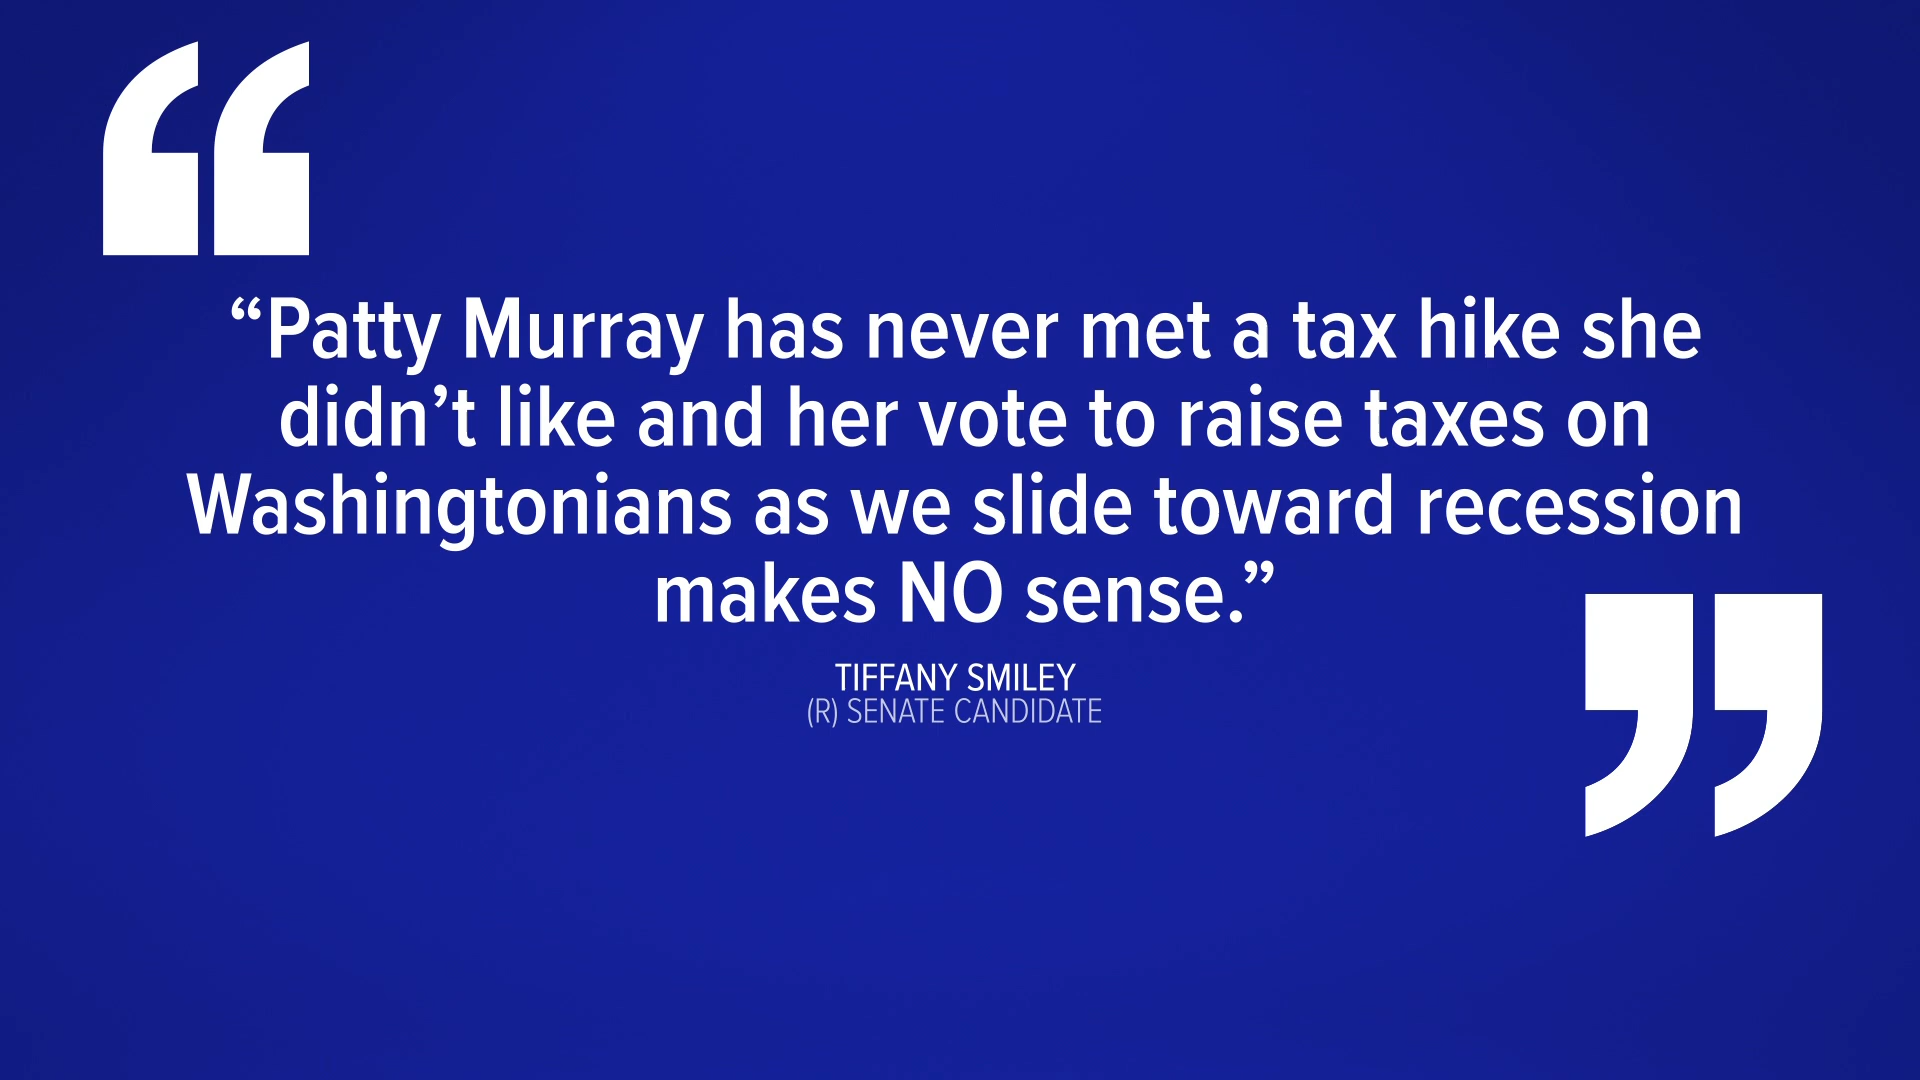 “Patty Murray has never met a tax hike she
didn’t like and her vote to raise taxes on
Washingtonians as we slide toward recession
makes NO sense.”
TIFFANY SMILEY
(R) SENATE CANDIDATE